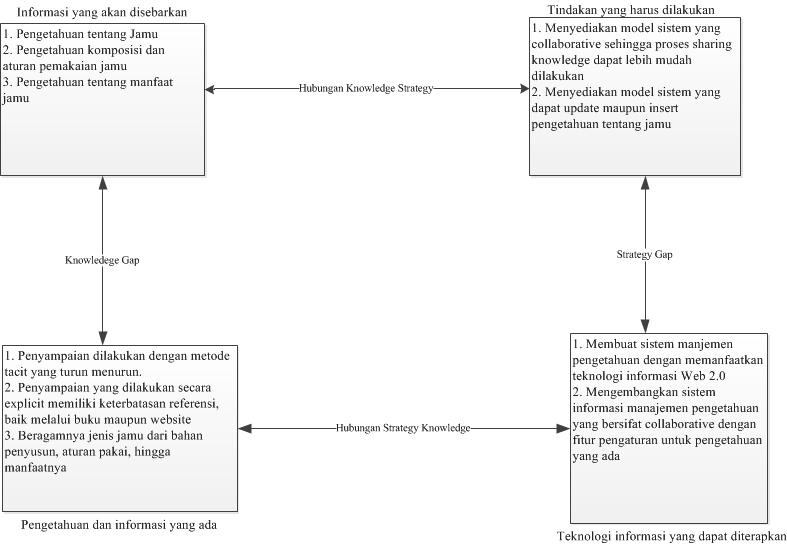 Informasi yang akan disebarkan
1. Pengetahuan tentang Jamu
2. Pengetahuan komposisi dan
aturan pemakaian jamu
3. Pengetahuan tentang manfaat
jamu
Hubungan Knowledge Strategy
Tindakan yang harus dilakukan
1. Menyediakan model sistem yang
collaborative sehingga proses sharing
knowledge dapat lebih mudah
dilakukan
2. Menyediakan model sistem yang
dapat update maupun insert
pengetahuan tentang jamu
Knowledege Gap
Strategy Gap
1. Penyampaian dilakukan dengan metode
tacit yang turun menurun.
2. Penyampaian yang dilakukan secara
explicit memiliki keterbatasan referensi,
baik melalui buku maupun website
3. Beragamnya jenis jamu dari bahan
penyusun, aturan pakai, hingga
manfaatnya
Pengetahuan dan informasi yang ada
Hubungan Strategy Knowledge
1. Membuat sistem manjemen
pengetahuan dengan memanfaatkan
teknologi informasi Web 2.0
2. Mengembangkan sistem
informasi manajemen pengetahuan
yang bersifat collaborative dengan
fitur pengaturan untuk pengetahuan
yang ada
Teknologi informasi yang dapat diterapkan